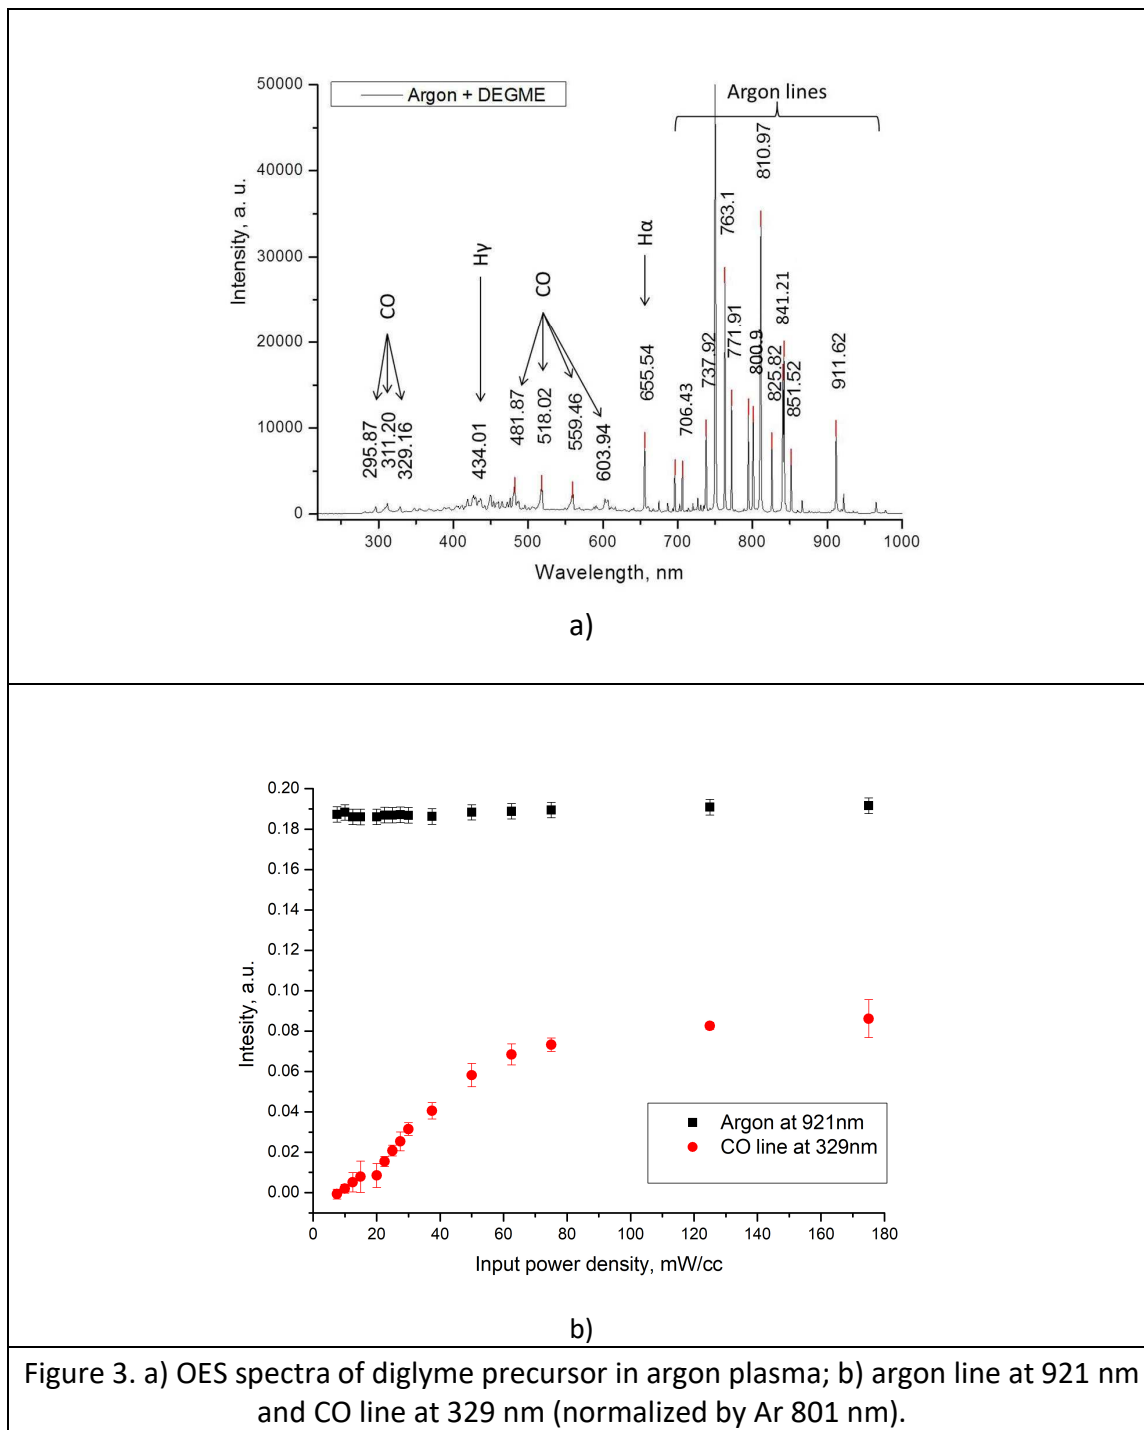 50000
40000
30000
20000
10000
0
Intensity, a. u.
Argon + DEGME
Argon lines
CO
295.87
311.20
329.16
Hγ
434.01
CO
481.87
518.02
559.46
603.94
Hα
655.54
706.43
737.92
763.1
771.91
800.9
810.97
825.82
841.21
851.52
911.62
300 400 500 600 700 800 900 1000
Wavelength, nm
a)
0.20
0.18
0.16
0.14
0.12
0.10
0.08
0.06
0.04
0.02
0.00
Intesity, a.u.
Argon at 921nm
CO line at 329nm
0 20 40 60 80 100 120 140 160 180
Input power density, mW/cc
b)
Figure 3. a) OES spectra of diglyme precursor in argon plasma; b) argon line at 921 nm
and CO line at 329 nm (normalized by Ar 801 nm).